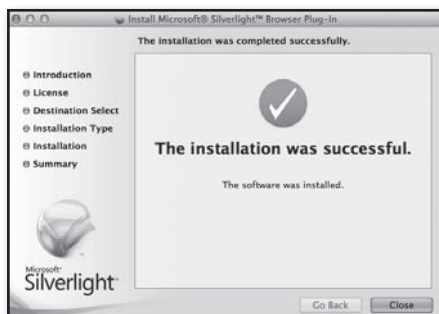 Install Microsoft® Silverlight™ Browser Plug-In
The installation was completed successfully.
Introduction
License
Destination Select
Installation Type
Installation
Summary
The installation was successful.
The software was installed.
Microsoft®
Silverlight™
Go Back
Close